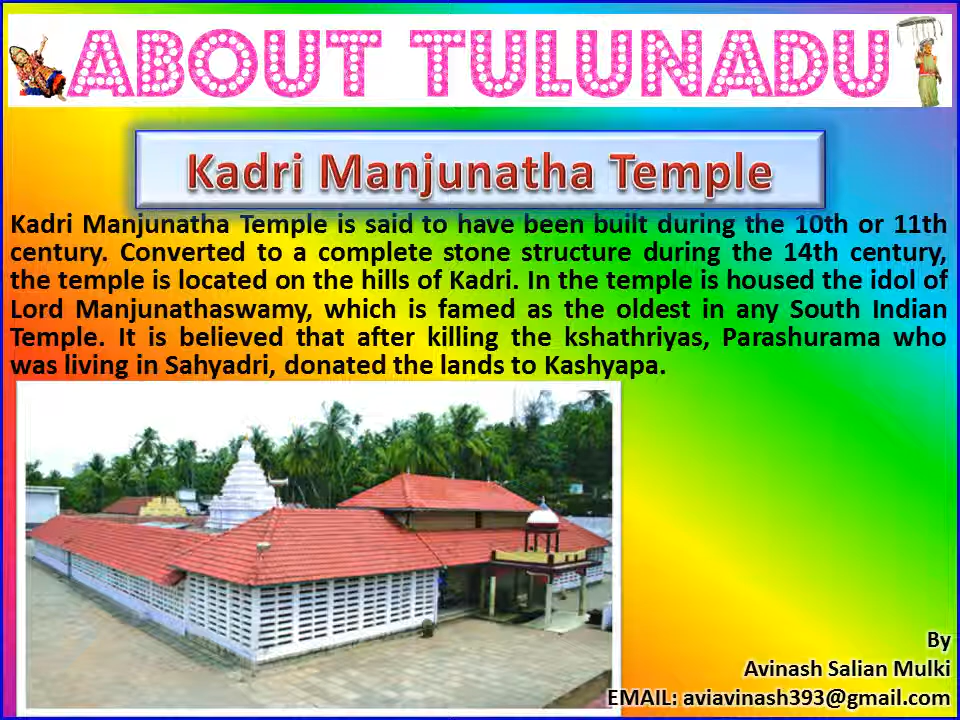 ABOUT TULUNADU
Kadri Manjunatha Temple
Kadri Manjunatha Temple is said to have been built during the 10th or 11th
century. Converted to a complete stone structure during the 14th century,
the temple is located on the hills of Kadri. In the temple is housed the idol of
Lord Manjunathaswamy, which is famed as the oldest in any South Indian
Temple. It is believed that after killing the kshathriyas, Parashurama who
was living in Sahyadri, donated the lands to Kashyapa.
By
Avinash Salian Mulki
EMAIL: aviavinash393@gmail.com